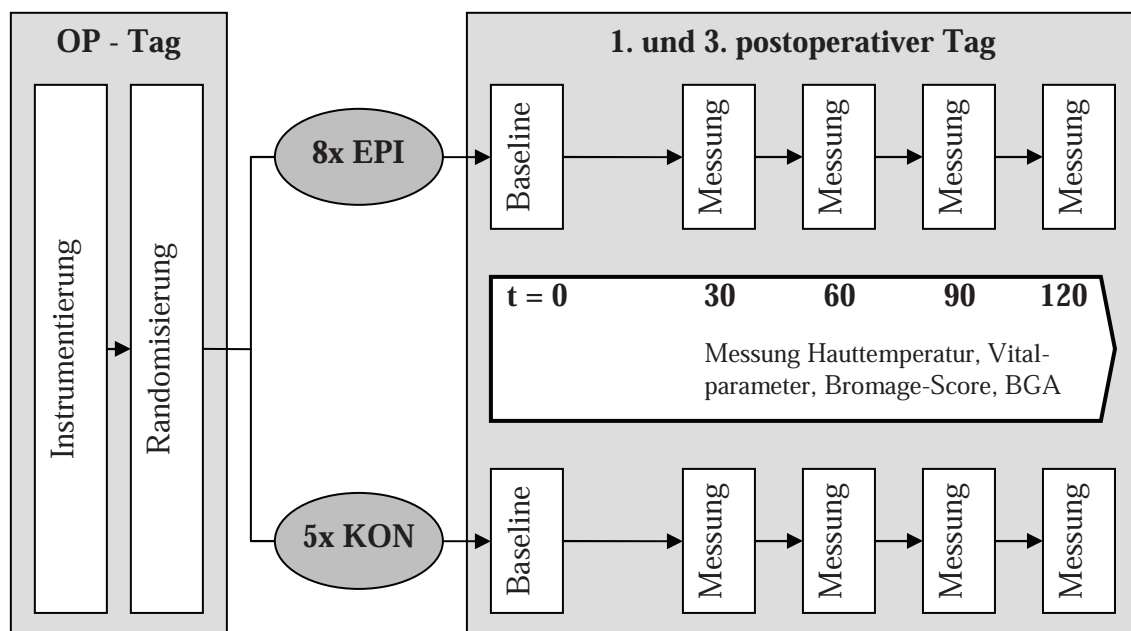 OP - Tag
Instrumentierung
Randomisierung
8x EPI
5x KON
1. und 3. postoperativer Tag
Baseline
Messung
Messung
Messung
Messung
t = 0 30 60 90 120
Messung Hauttemperatur, Vital-
parameter, Bromage-Score, BGA
Baseline
Messung
Messung
Messung
Messung